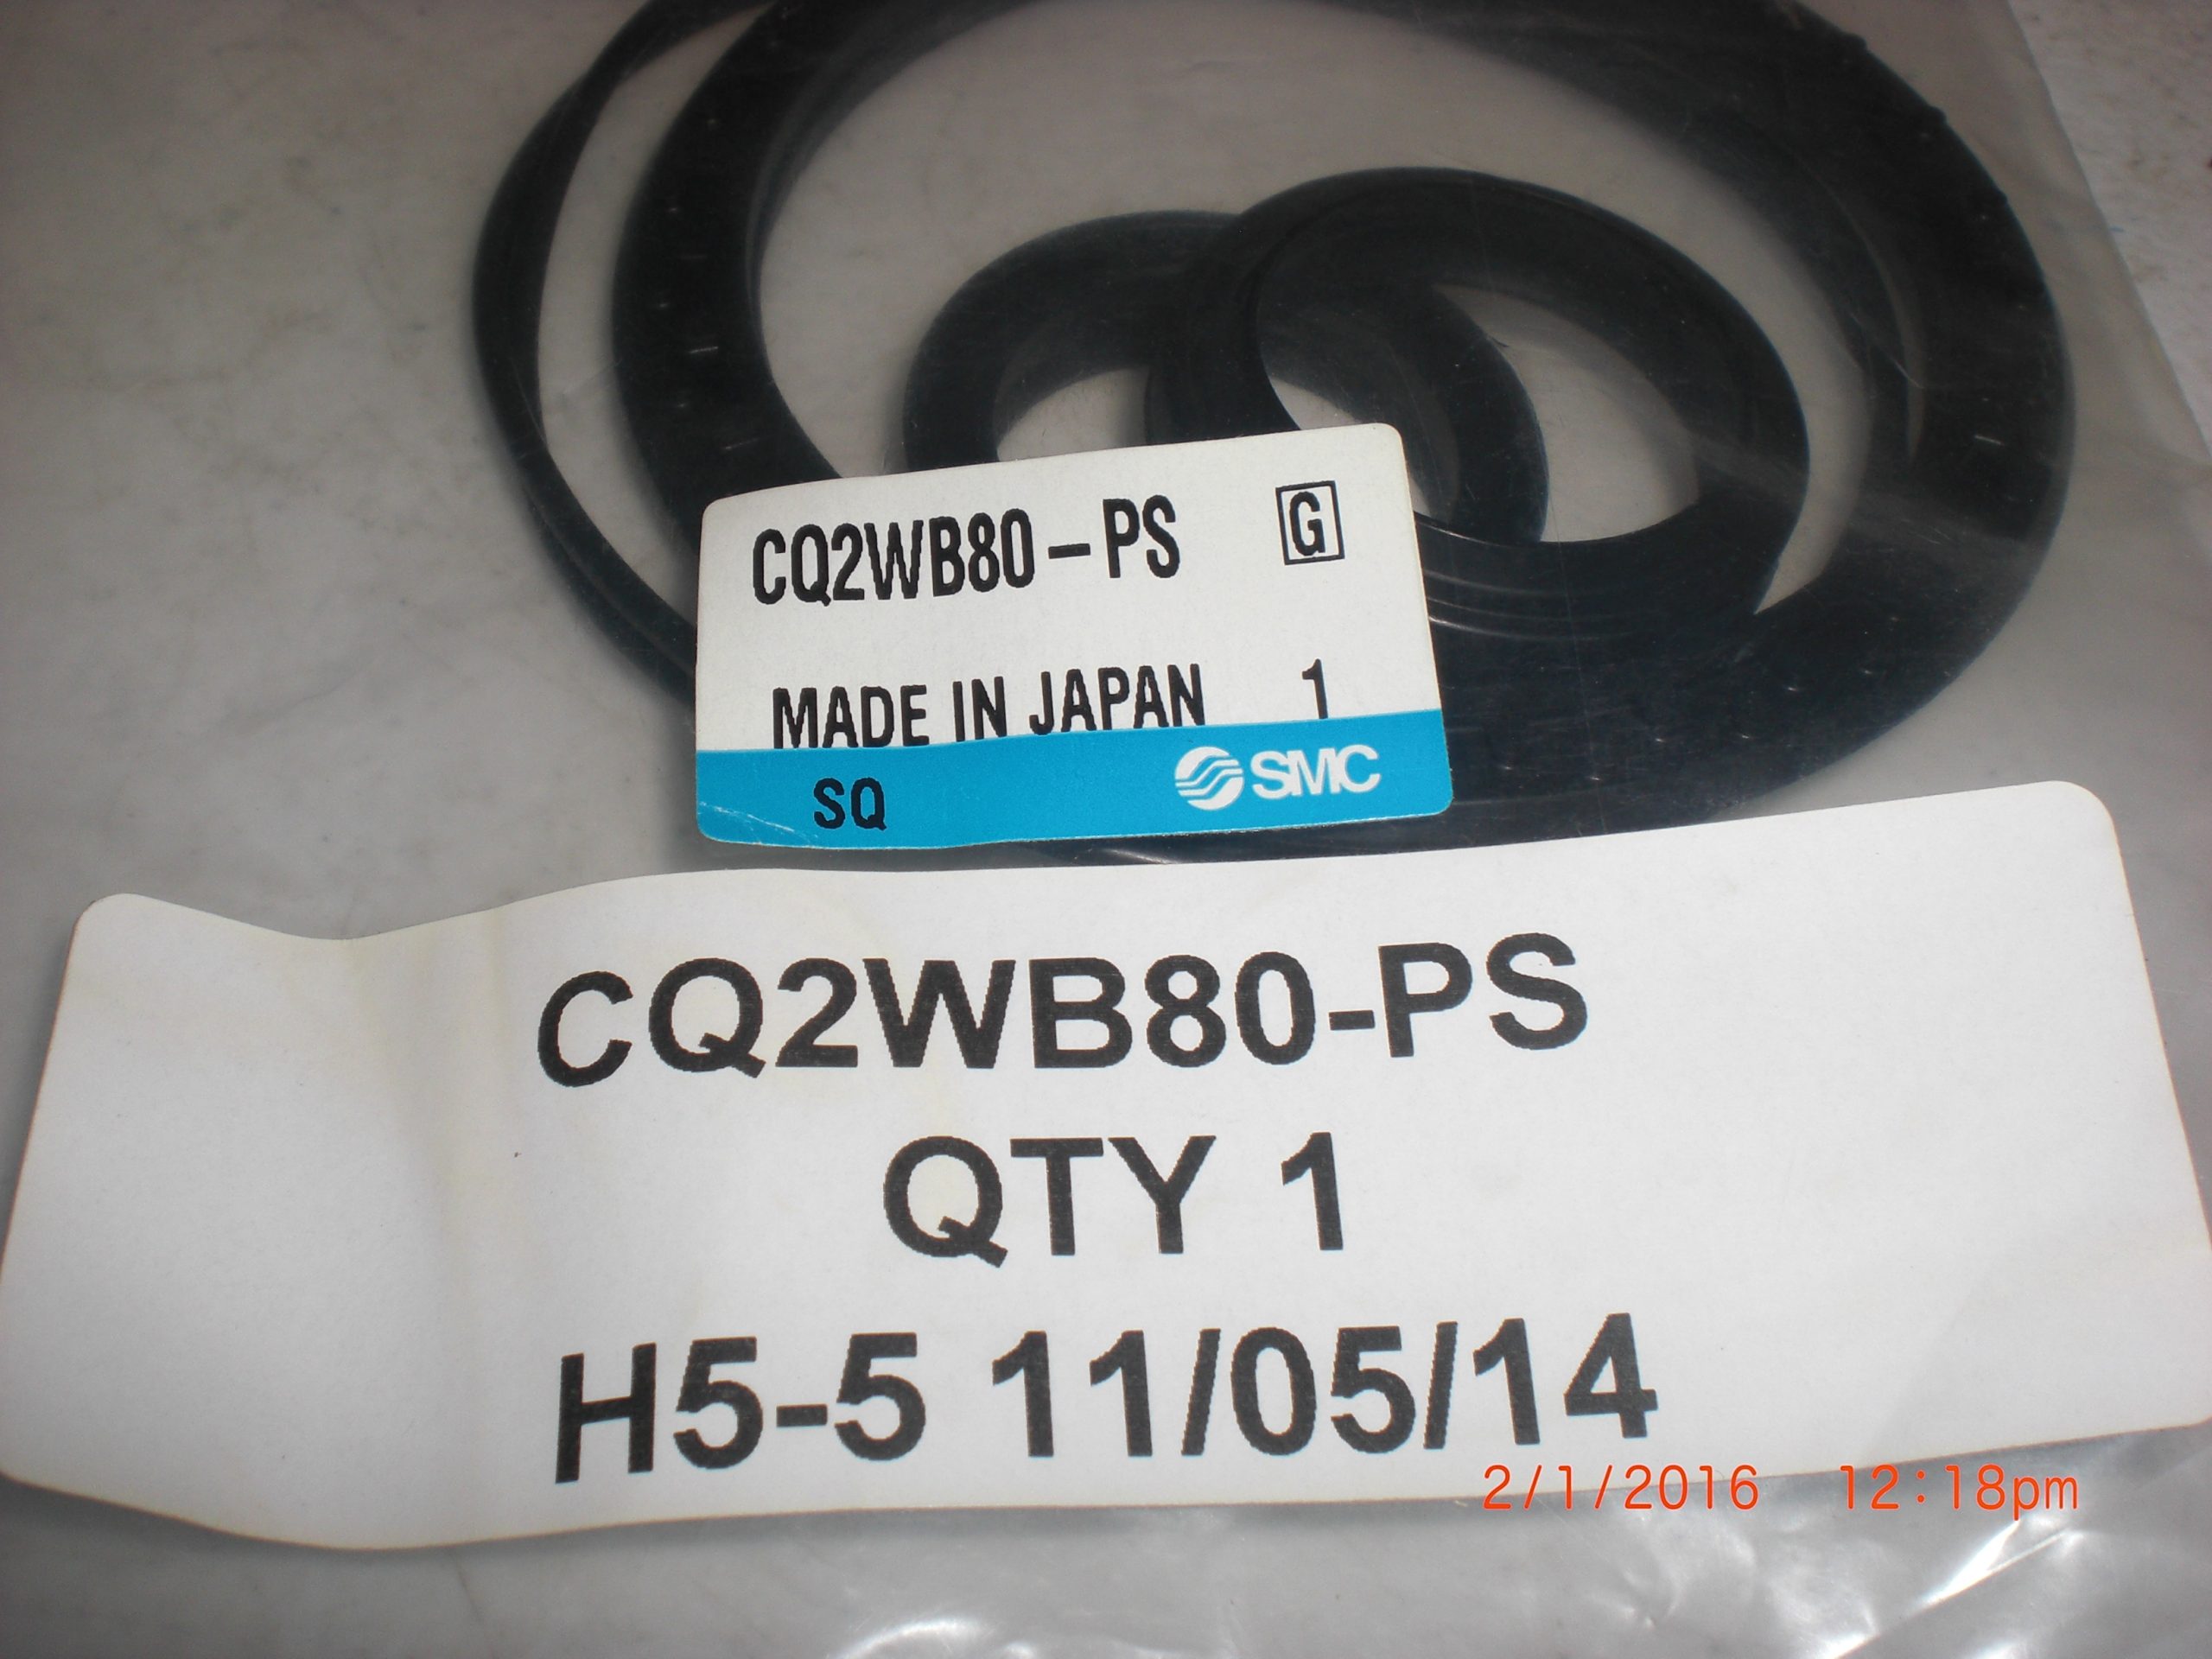 CQ2WB80-PS G
MADE IN JAPAN 1
SQ SMC
CQ2WB80-PS
QTY 1
H5-5 11/05/14
2/1/2016 12:18pm